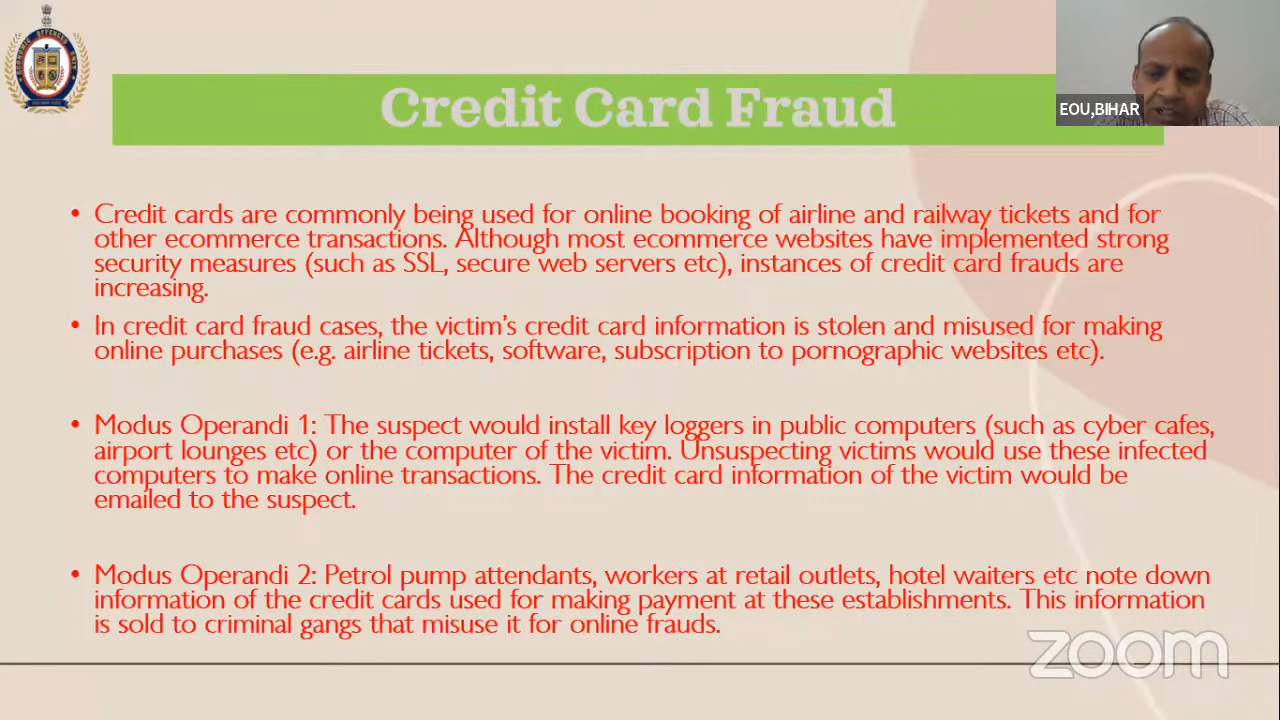 ECONOMIC OFFENCES UNIT
Credit Card Fraud
EOU,BIHAR
• Credit cards are commonly being used for online booking of airline and railway tickets and for
other ecommerce transactions. Although most ecommerce websites have implemented strong
security measures (such as SSL, secure web servers etc), instances of credit card frauds are
increasing.
• In credit card fraud cases, the victim’s credit card information is stolen and misused for making
online purchases (e.g. airline tickets, software, subscription to pornographic websites etc).
• Modus Operandi 1: The suspect would install key loggers in public computers (such as cyber cafes,
airport lounges etc) or the computer of the victim. Unsuspecting victims would use these infected
computers to make online transactions. The credit card information of the victim would be
emailed to the suspect.
• Modus Operandi 2: Petrol pump attendants, workers at retail outlets, hotel waiters etc note down
information of the credit cards used for making payment at these establishments. This information
is sold to criminal gangs that misuse it for online frauds.
zoom